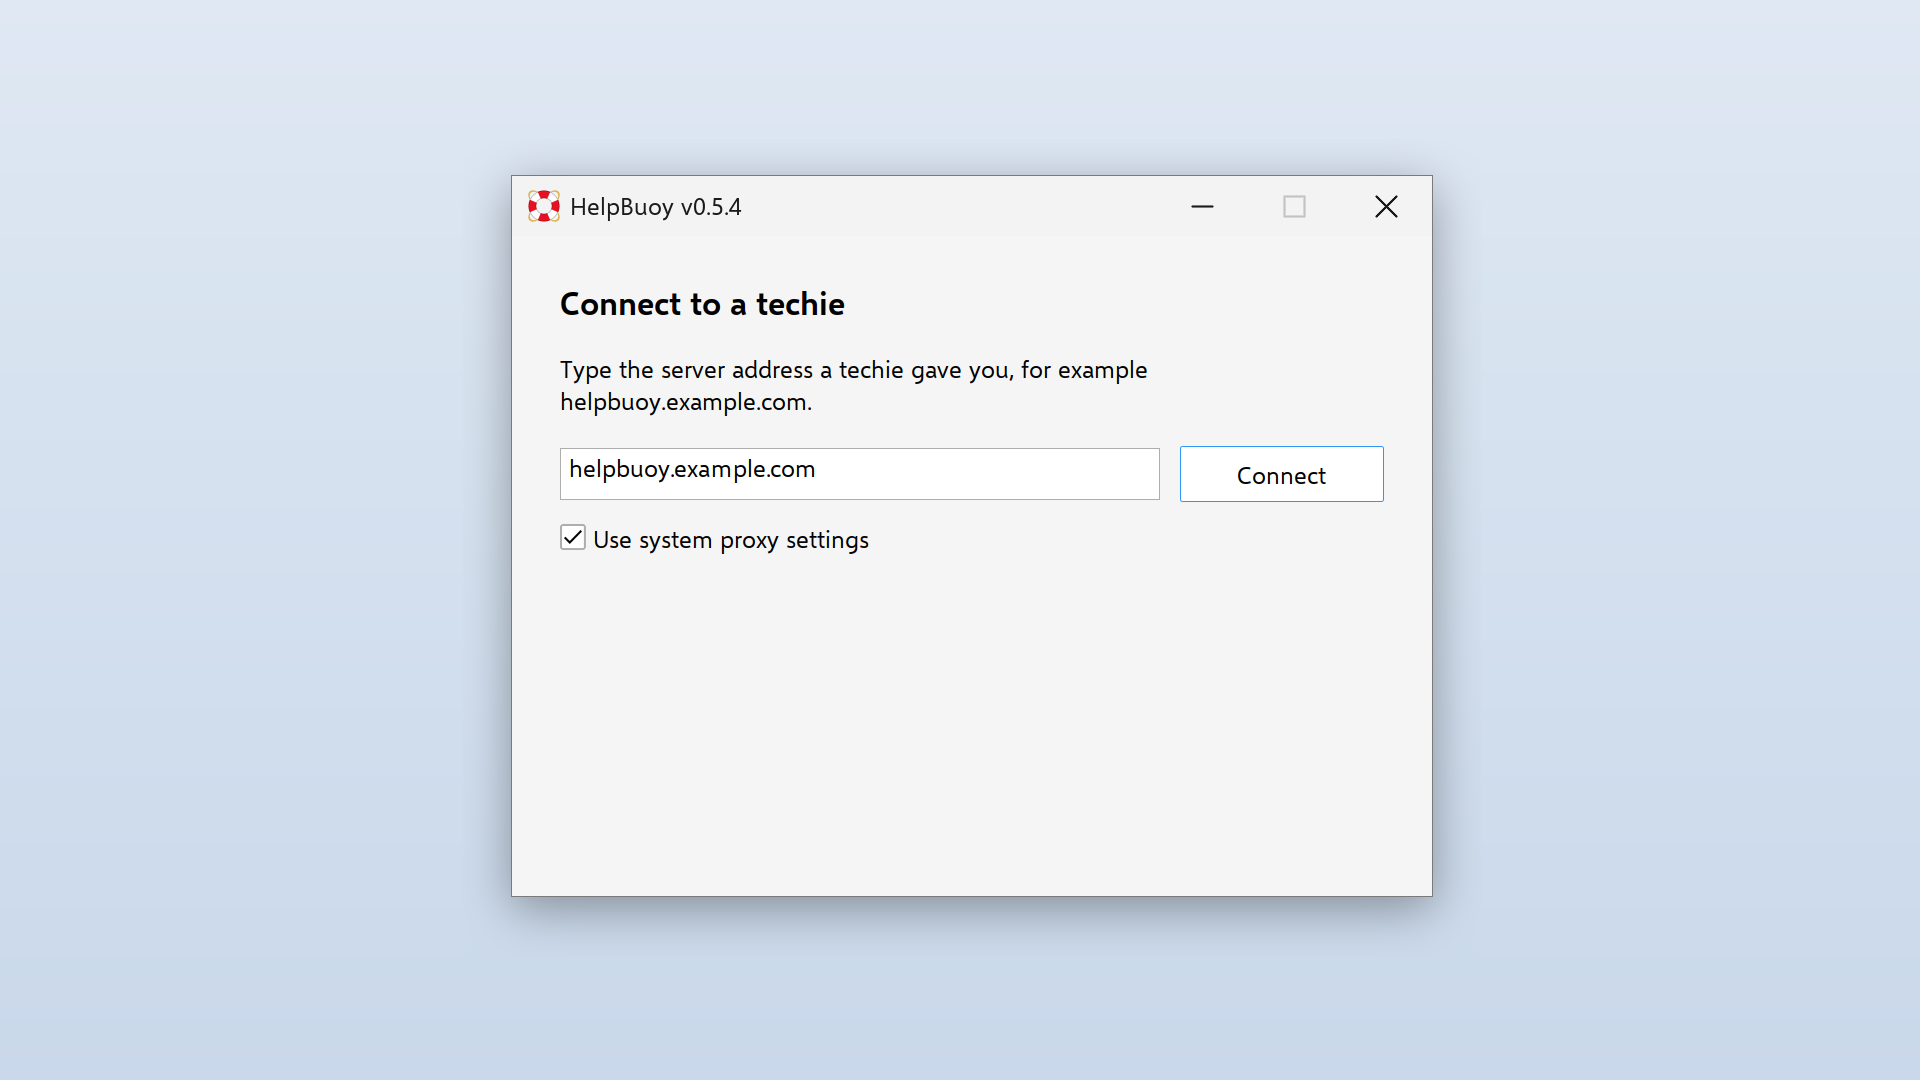 HelpBuoy v0.5.4
Connect to a techie
Type the server address a techie gave you, for example
helpbuoy.example.com.
helpbuoy.example.com
Connect
Use system proxy settings